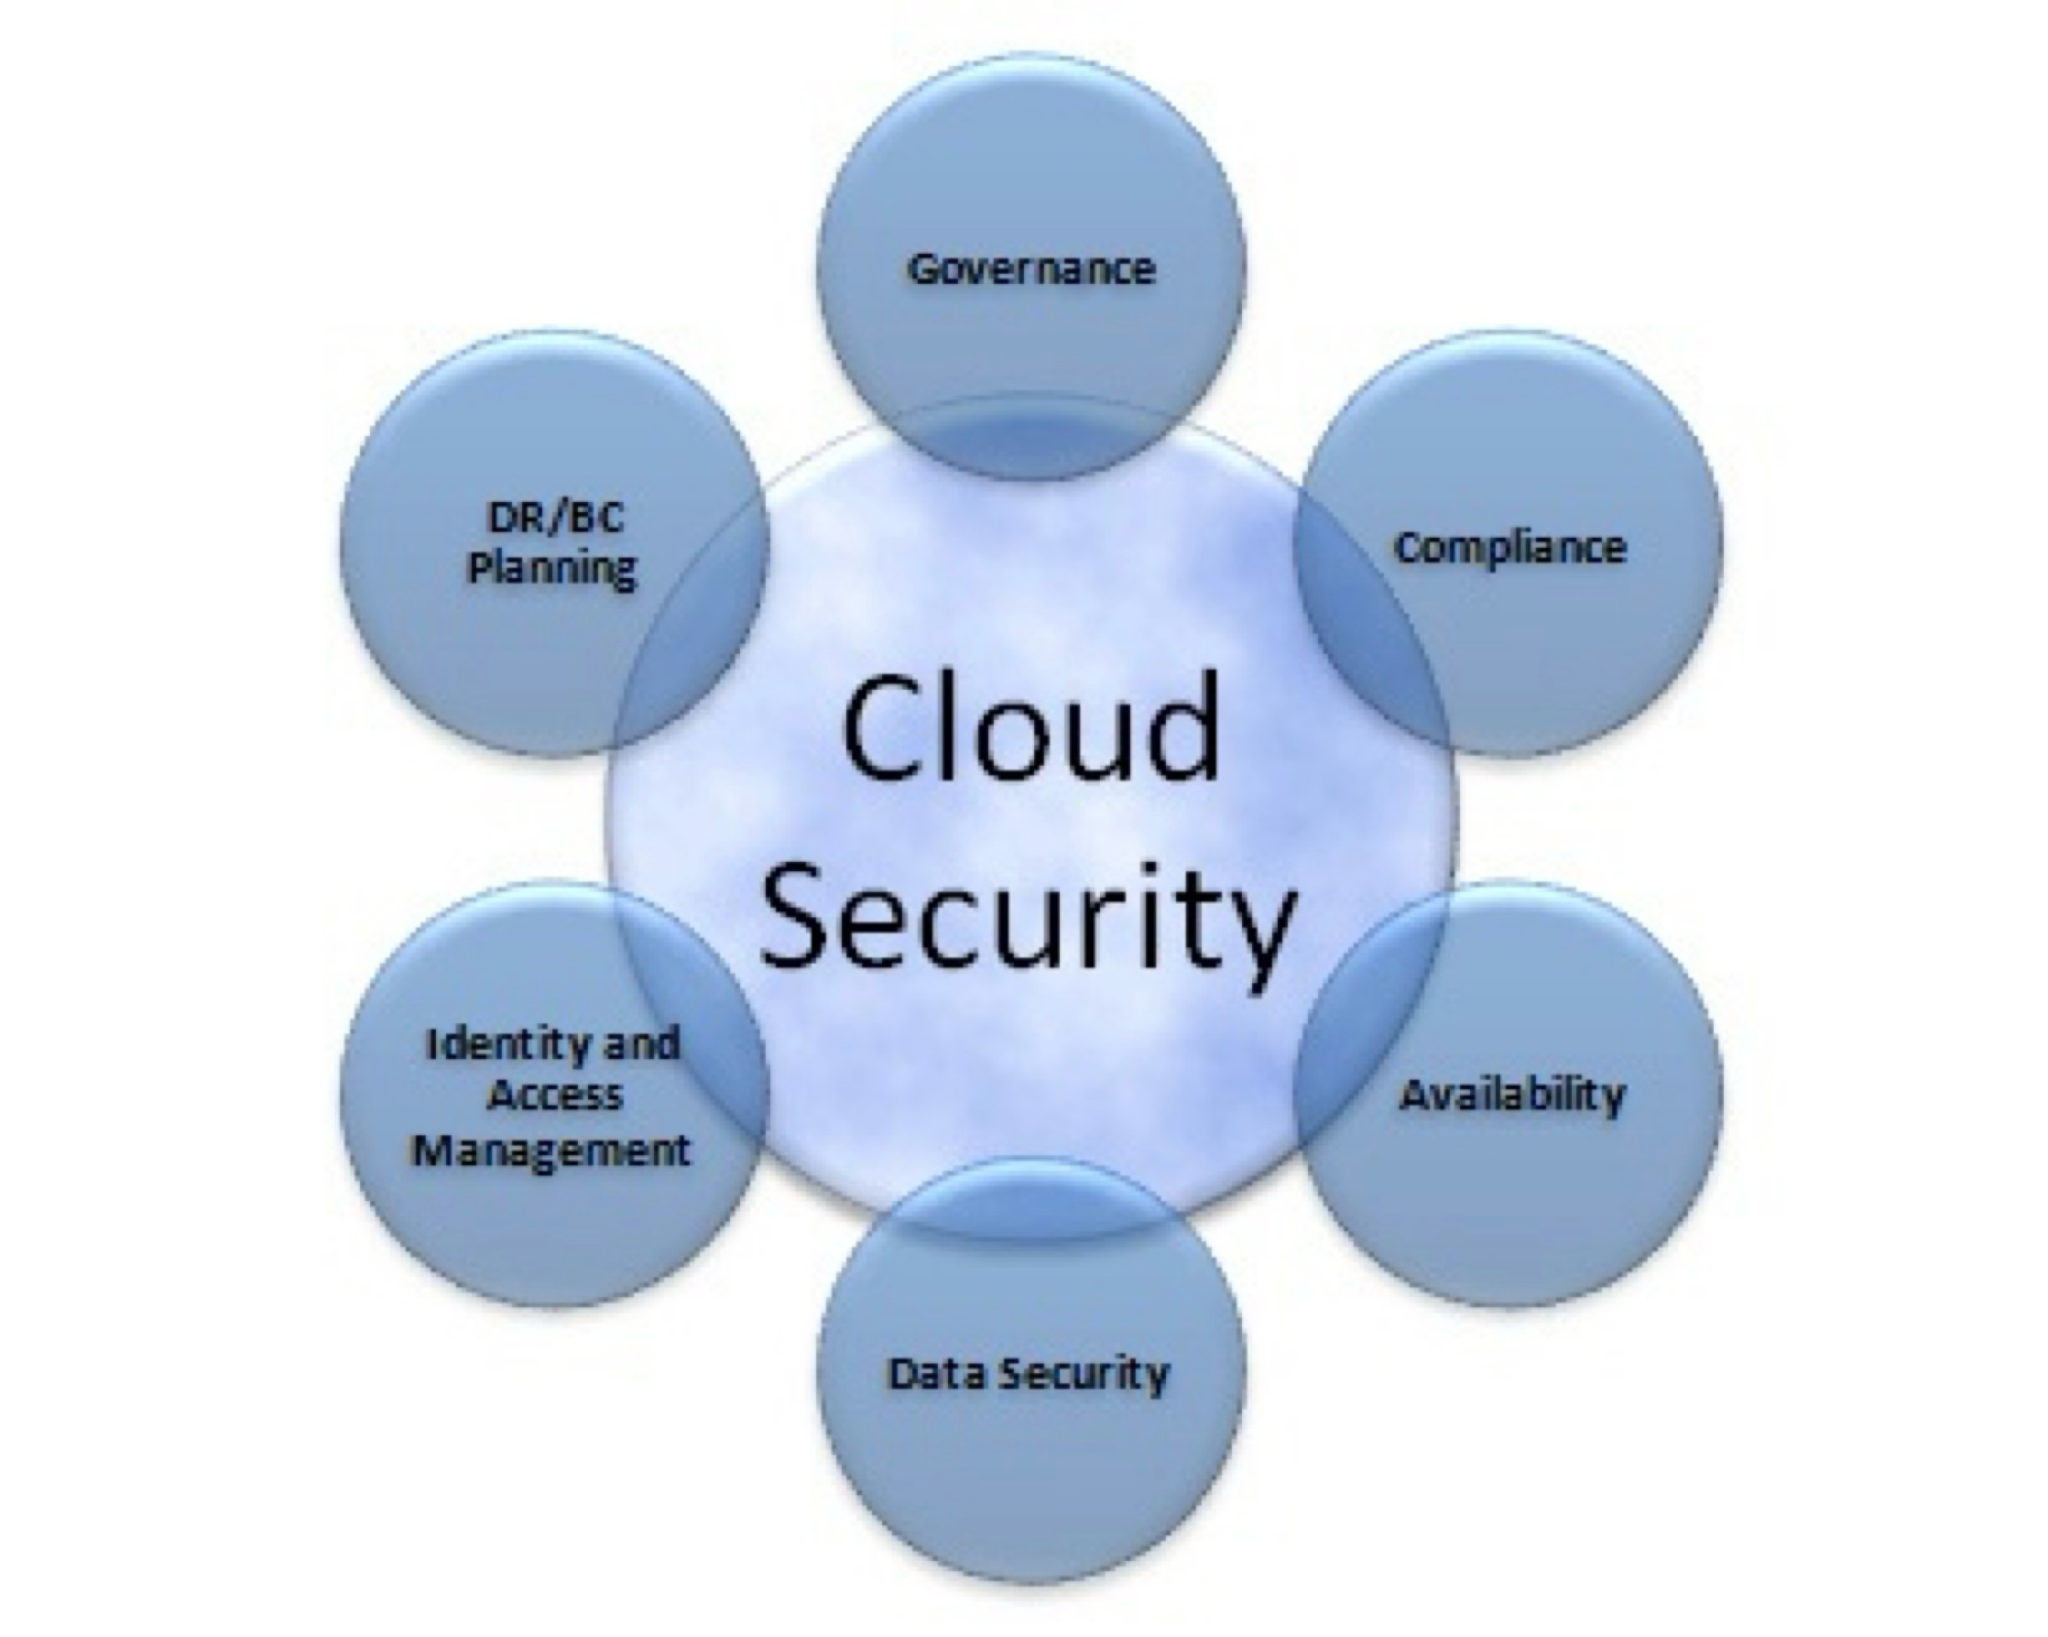 Governance
DR/BC
Planning
Compliance
Cloud
Security
Identity and
Access
Management
Availability
Data Security